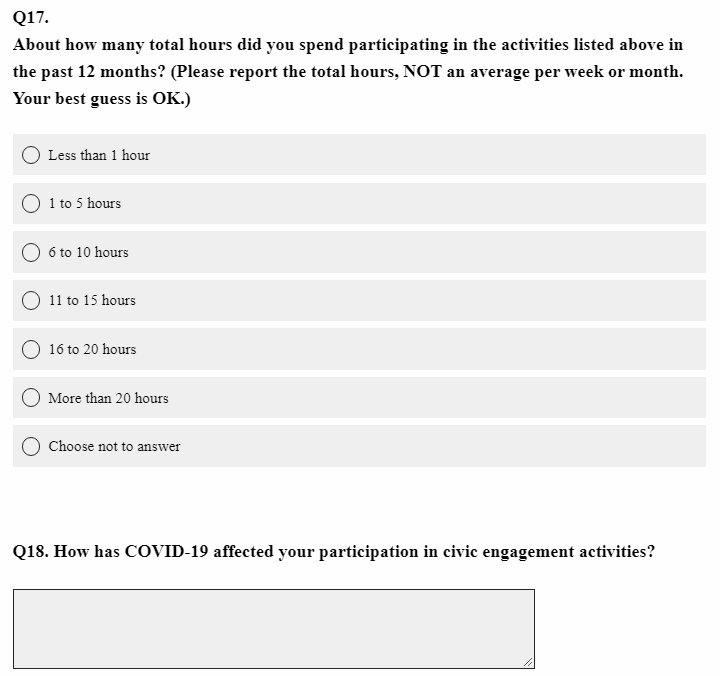 Q17.
About how many total hours did you spend participating in the activities listed above in
the past 12 months? (Please report the total hours, NOT an average per week or month.
Your best guess is OK.)
Less than 1 hour
1 to 5 hours
6 to 10 hours
11 to 15 hours
16 to 20 hours
More than 20 hours
Choose not to answer
Q18. How has COVID-19 affected your participation in civic engagement activities?